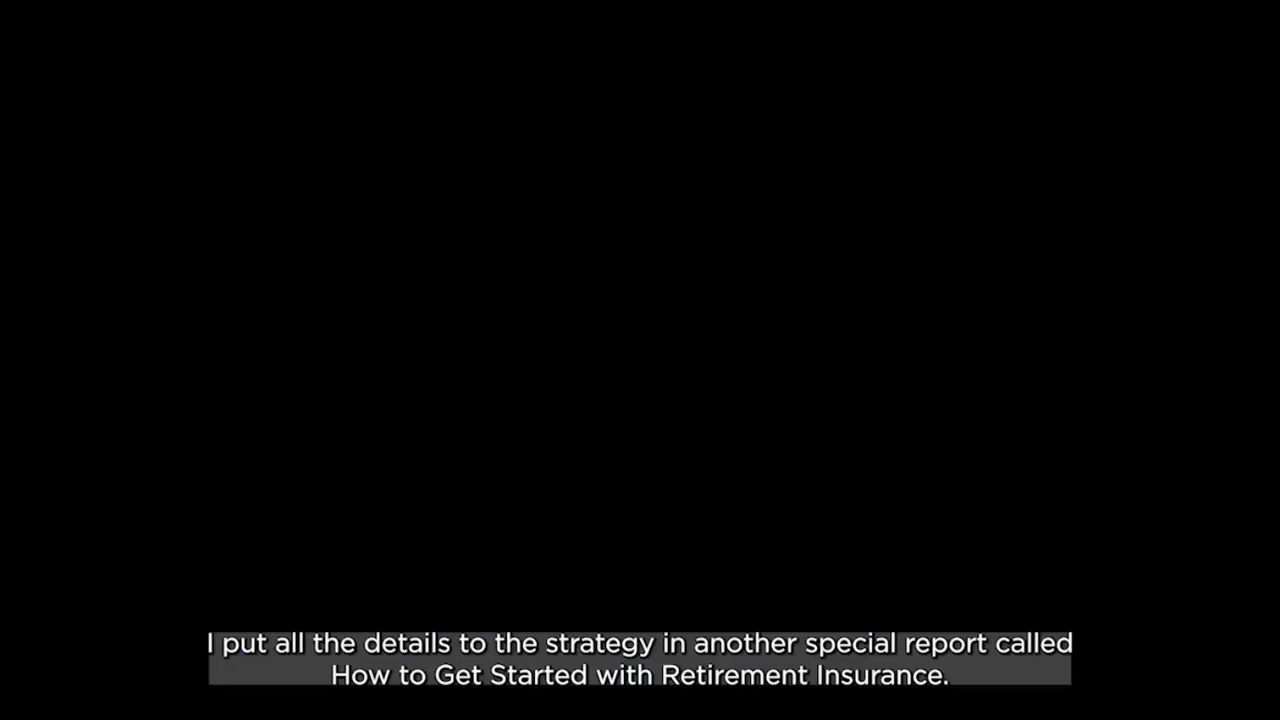 I put all the details to the strategy in another special report called
How to Get Started with Retirement Insurance.